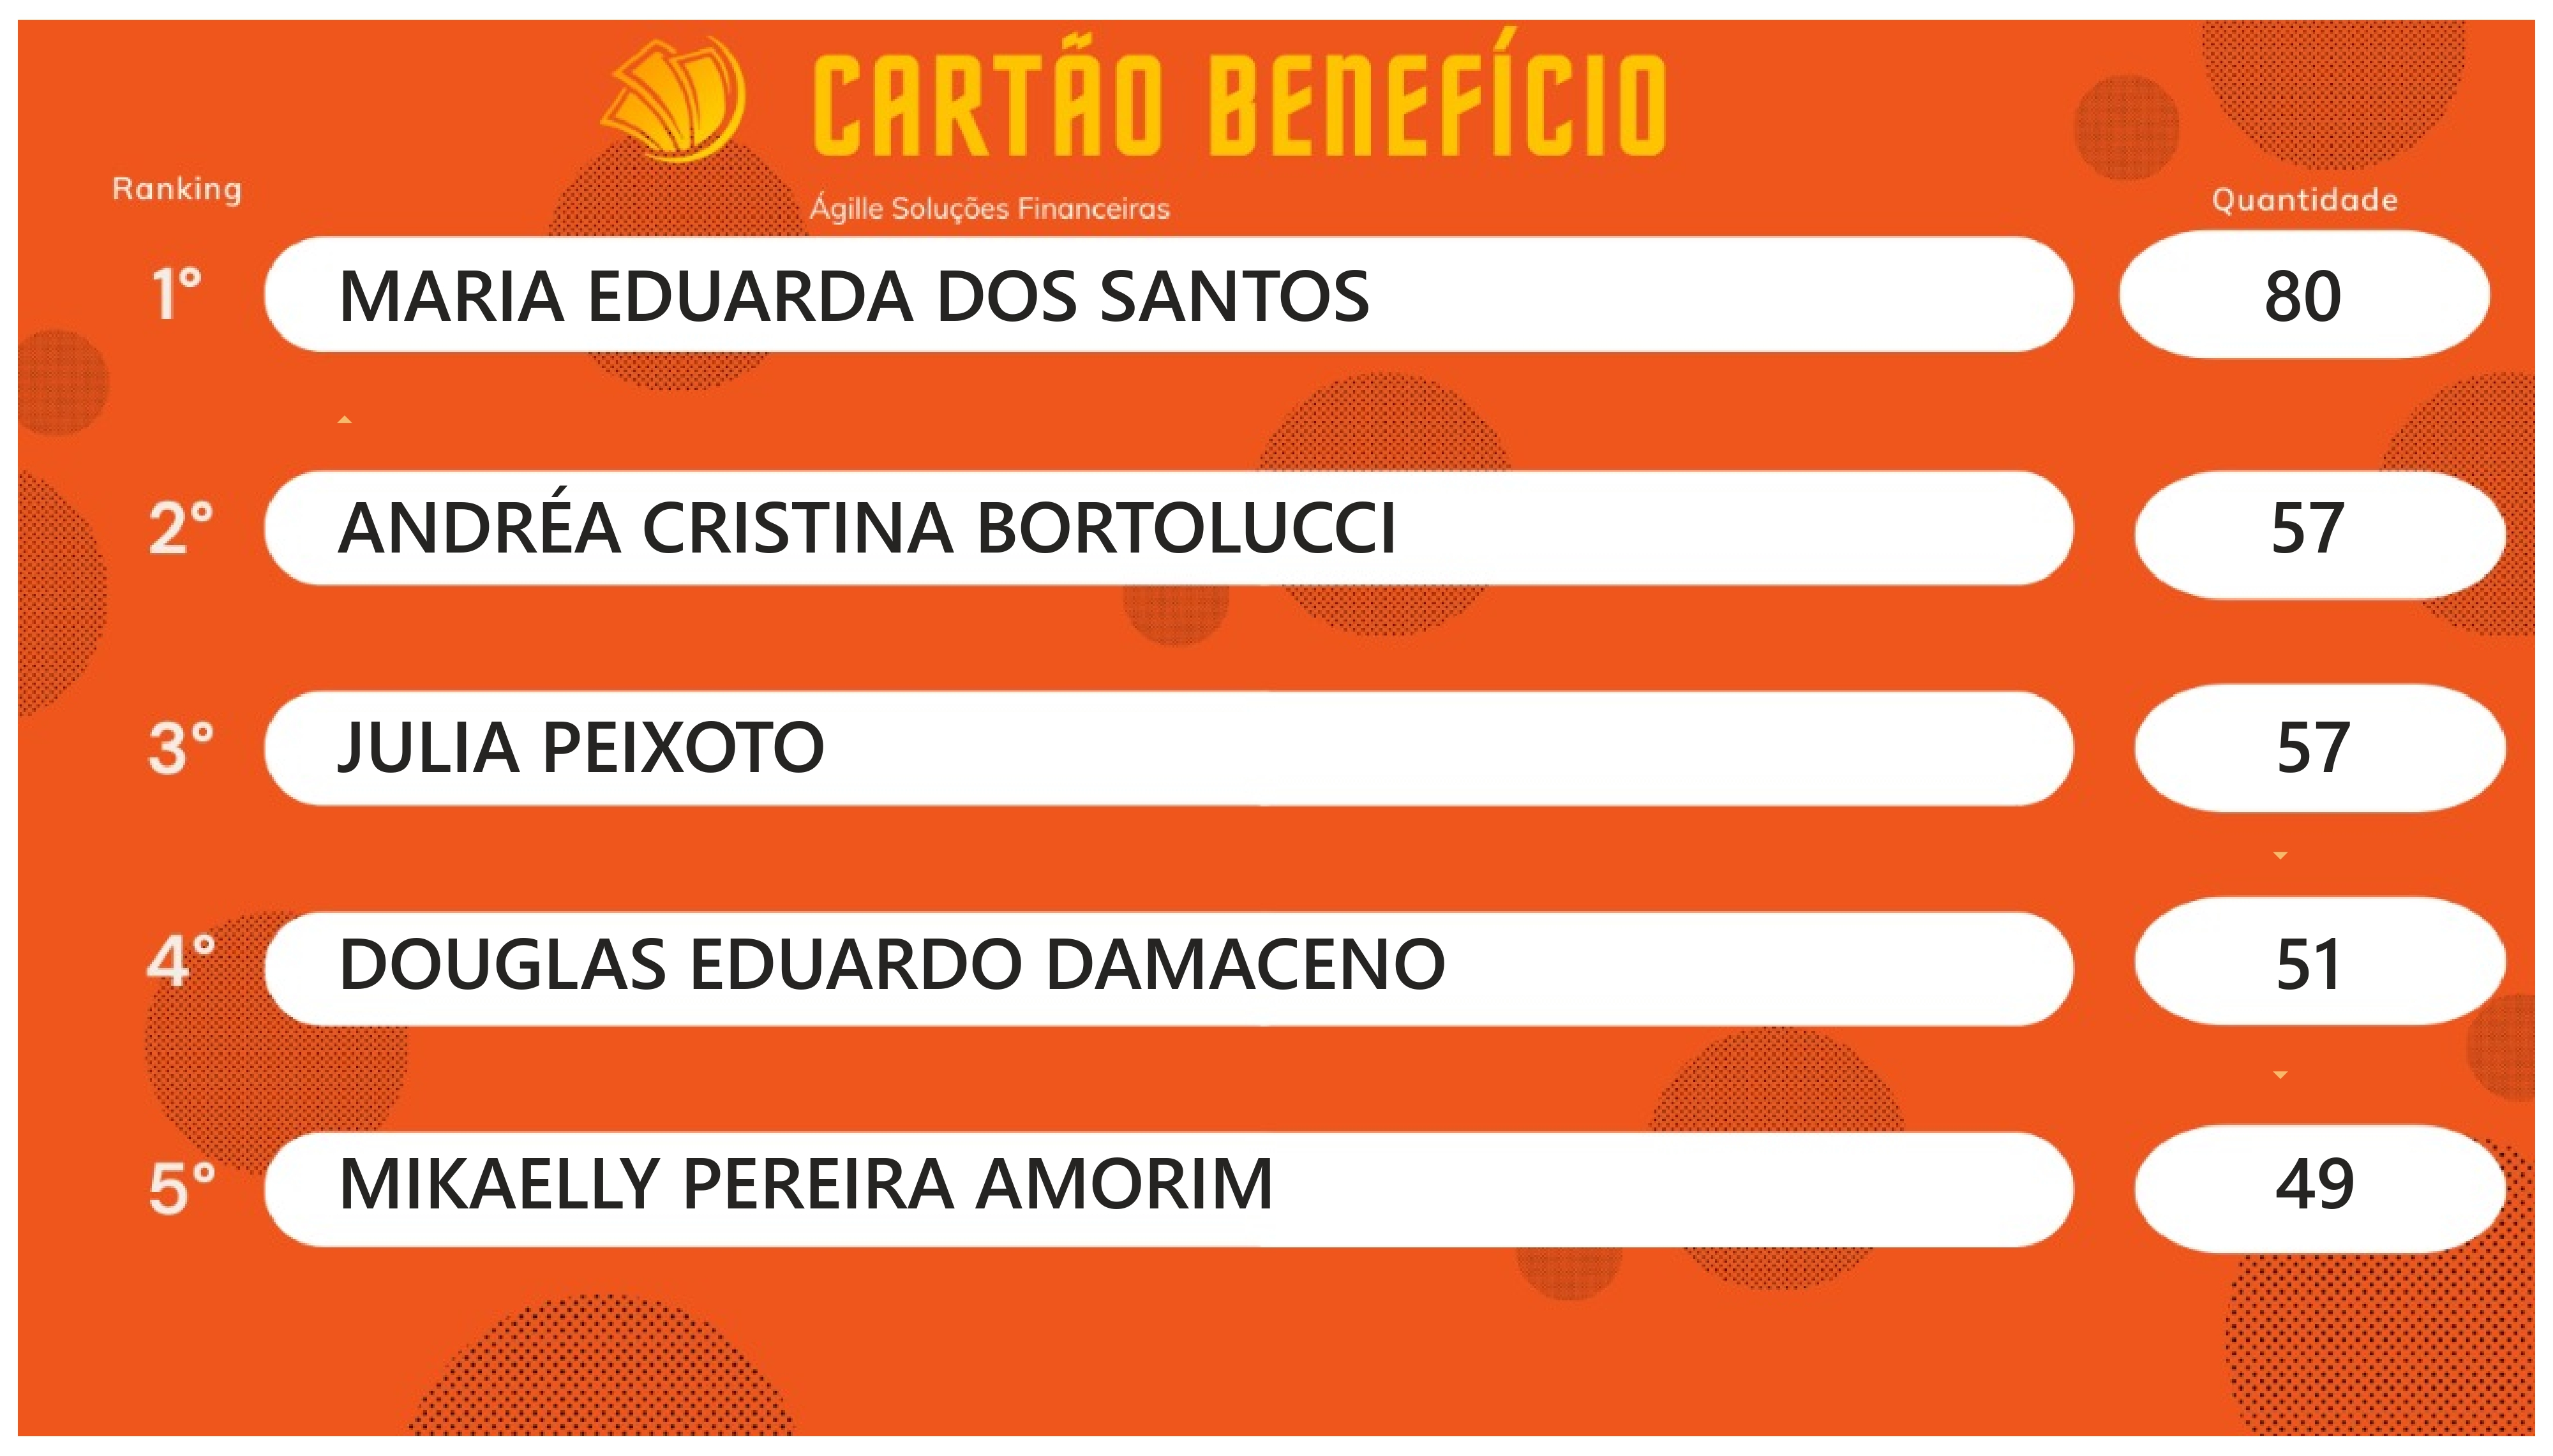 CARTÃO BENEFÍCIO
Ranking
Ágille Soluções Financeiras
Quantidade
1° MARIA EDUARDA DOS SANTOS 80
2° ANDRÉA CRISTINA BORTOLUCCI 57
3° JULIA PEIXOTO 57
4° DOUGLAS EDUARDO DAMACENO 51
5° MIKAELLY PEREIRA AMORIM 49